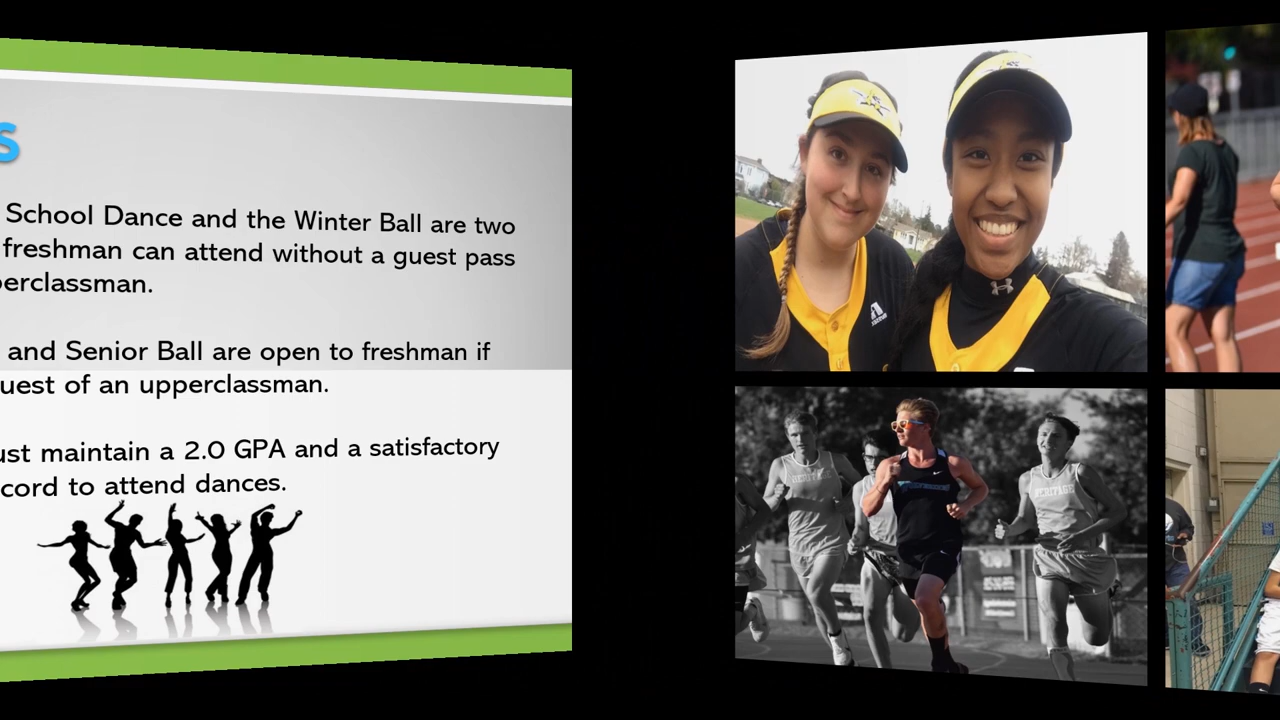 s
School Dance and the Winter Ball are two
freshman can attend without a guest pass
perclassman.
and Senior Ball are open to freshman if
uest of an upperclassman.
ust maintain a 2.0 GPA and a satisfactory
cord to attend dances.
HERITAGE
HERITAGE